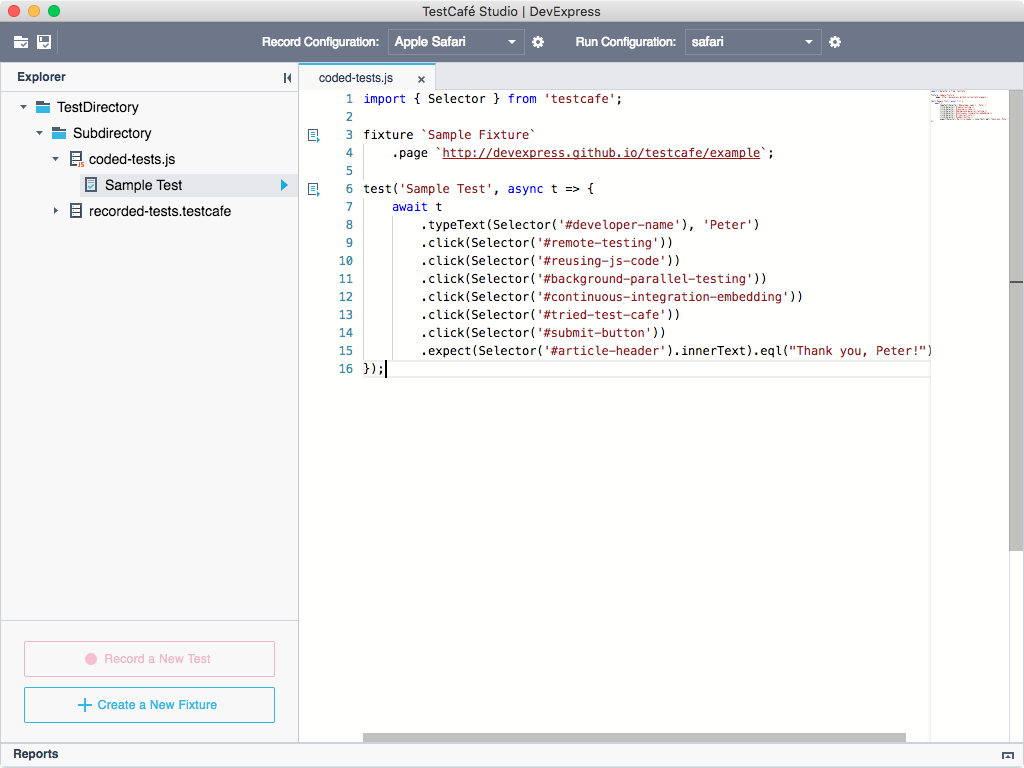 TestCafé Studio | DevExpress
Record Configuration: Apple Safari Run Configuration: safari
Explorer
TestDirectory
Subdirectory
coded-tests.js
Sample Test
recorded-tests.testcafe
Record a New Test
Create a New Fixture
coded-tests.js x
1 import { Selector } from 'testcafe';
2
3 fixture `Sample Fixture`
4 .page `http://devexpress.github.io/testcafe/example`;
5
6 test('Sample Test', async t => {
7 await t
8 .typeText(Selector('#developer-name'), 'Peter')
9 .click(Selector('#remote-testing'))
10 .click(Selector('#reusing-js-code'))
11 .click(Selector('#background-parallel-testing'))
12 .click(Selector('#continuous-integration-embedding'))
13 .click(Selector('#tried-test-cafe'))
14 .click(Selector('#submit-button'))
15 .expect(Selector('#article-header').innerText).eql("Thank you, Peter!")
16 });
Reports